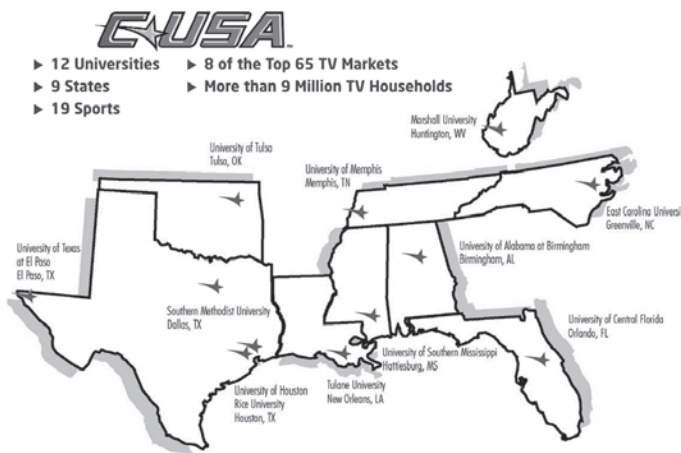 C USA
▶ 12 Universities
▶ 9 States
▶ 19 Sports
▶ 8 of the Top 65 TV Markets
▶ More than 9 Million TV Households
Marshall University
Huntington, WV
University of Tulsa
Tulsa, OK
University of Memphis
Memphis, TN
East Carolina Universi
Greenville, NC
University of Texas
at El Paso
El Paso, TX
University of Alabama at Birmingham
Birmingham, AL
Southern Methodist University
Dallas, TX
University of Central Florida
Orlando, FL
University of Southern Mississippi
Hattiesburg, MS
University of Houston
Rice University
Houston, TX
Tulane University
New Orleans, LA